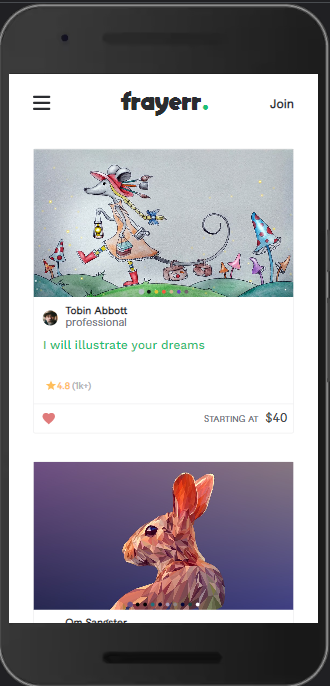 frayerr.
Join
Tobin Abbott
professional
I will illustrate your dreams
4.8 (1k+)
STARTING AT $40
Om Sangster